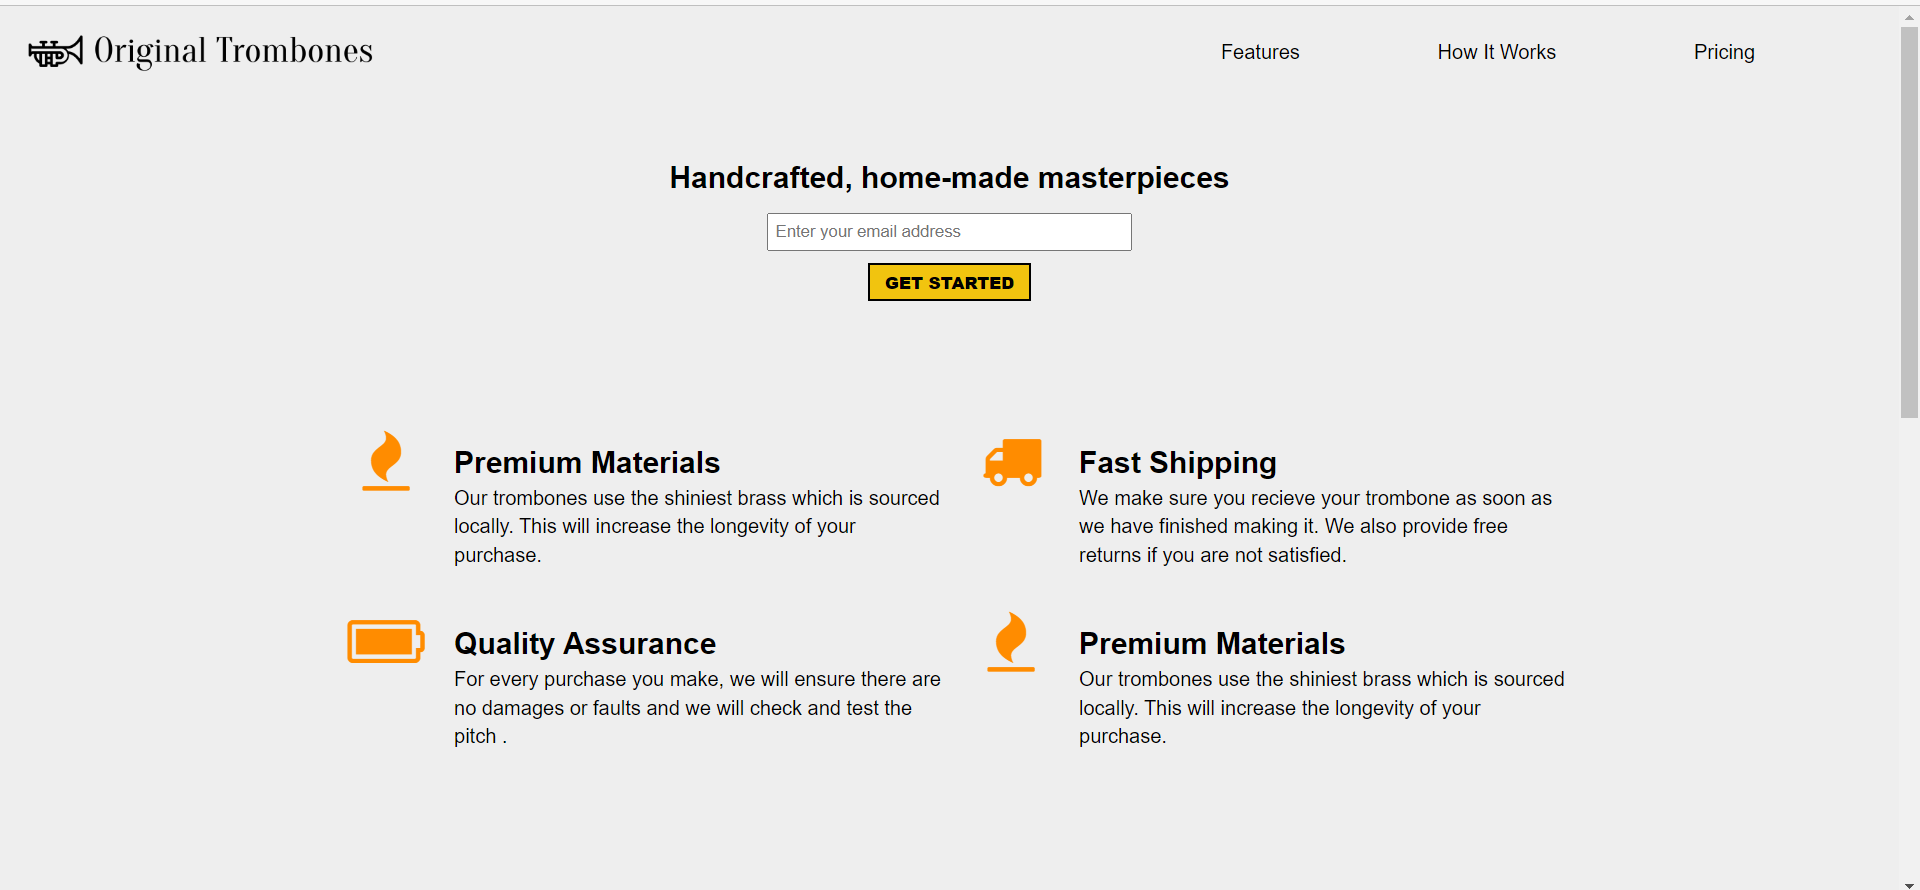 Original Trombones
Features
How It Works
Pricing
Handcrafted, home-made masterpieces
Enter your email address
GET STARTED
Premium Materials
Our trombones use the shiniest brass which is sourced
locally. This will increase the longevity of your
purchase.
Fast Shipping
We make sure you recieve your trombone as soon as
we have finished making it. We also provide free
returns if you are not satisfied.
Quality Assurance
For every purchase you make, we will ensure there are
no damages or faults and we will check and test the
pitch .
Premium Materials
Our trombones use the shiniest brass which is sourced
locally. This will increase the longevity of your
purchase.